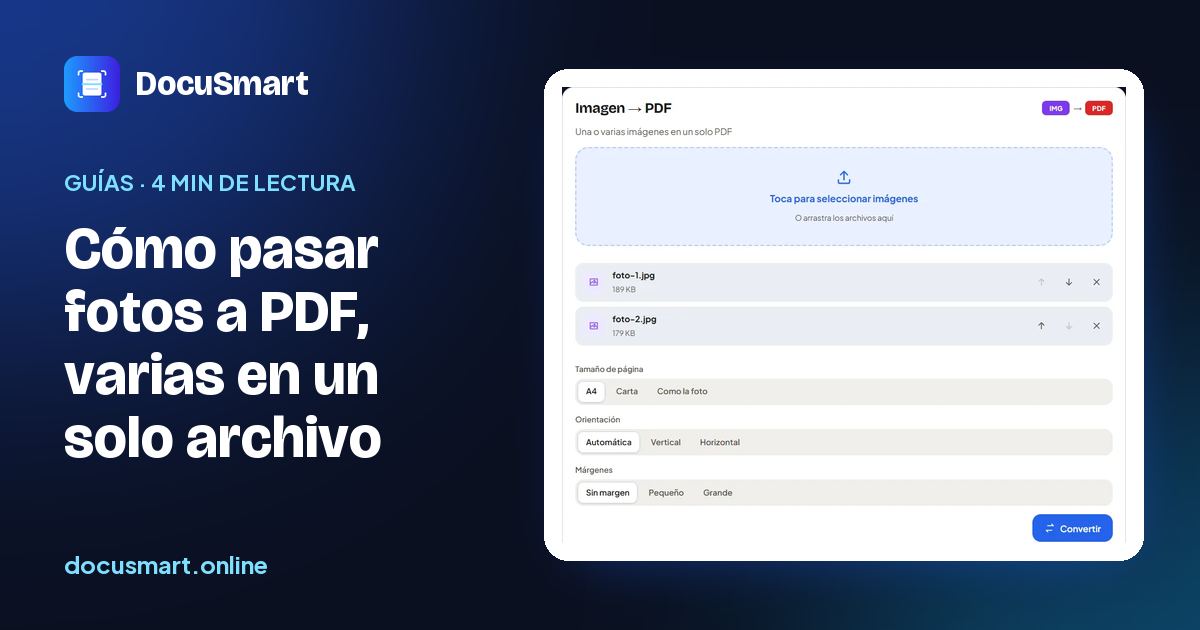 DocuSmart
GUÍAS · 4 MIN DE LECTURA
Cómo pasar
fotos a PDF,
varias en un
solo archivo
docusmart.online
Imagen → PDF
IMG → PDF
Una o varias imágenes en un solo PDF
Toca para seleccionar imágenes
O arrastra los archivos aquí
foto-1.jpg
189 KB
foto-2.jpg
179 KB
Tamaño de página
A4 Carta Como la foto
Orientación
Automática Vertical Horizontal
Márgenes
Sin margen Pequeño Grande
Convertir